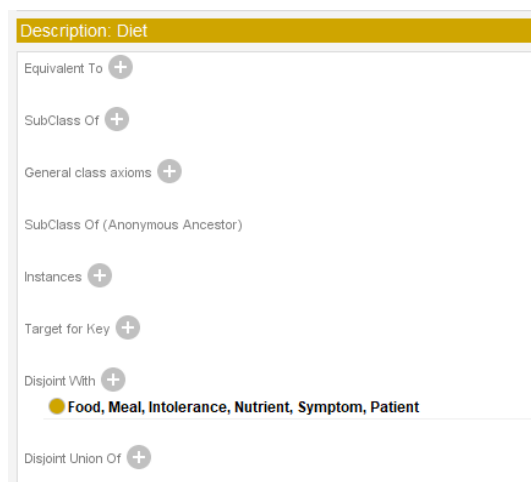 Description: Diet
Equivalent To
SubClass Of
General class axioms
SubClass Of (Anonymous Ancestor)
Instances
Target for Key
Disjoint With
Food, Meal, Intolerance, Nutrient, Symptom, Patient
Disjoint Union Of